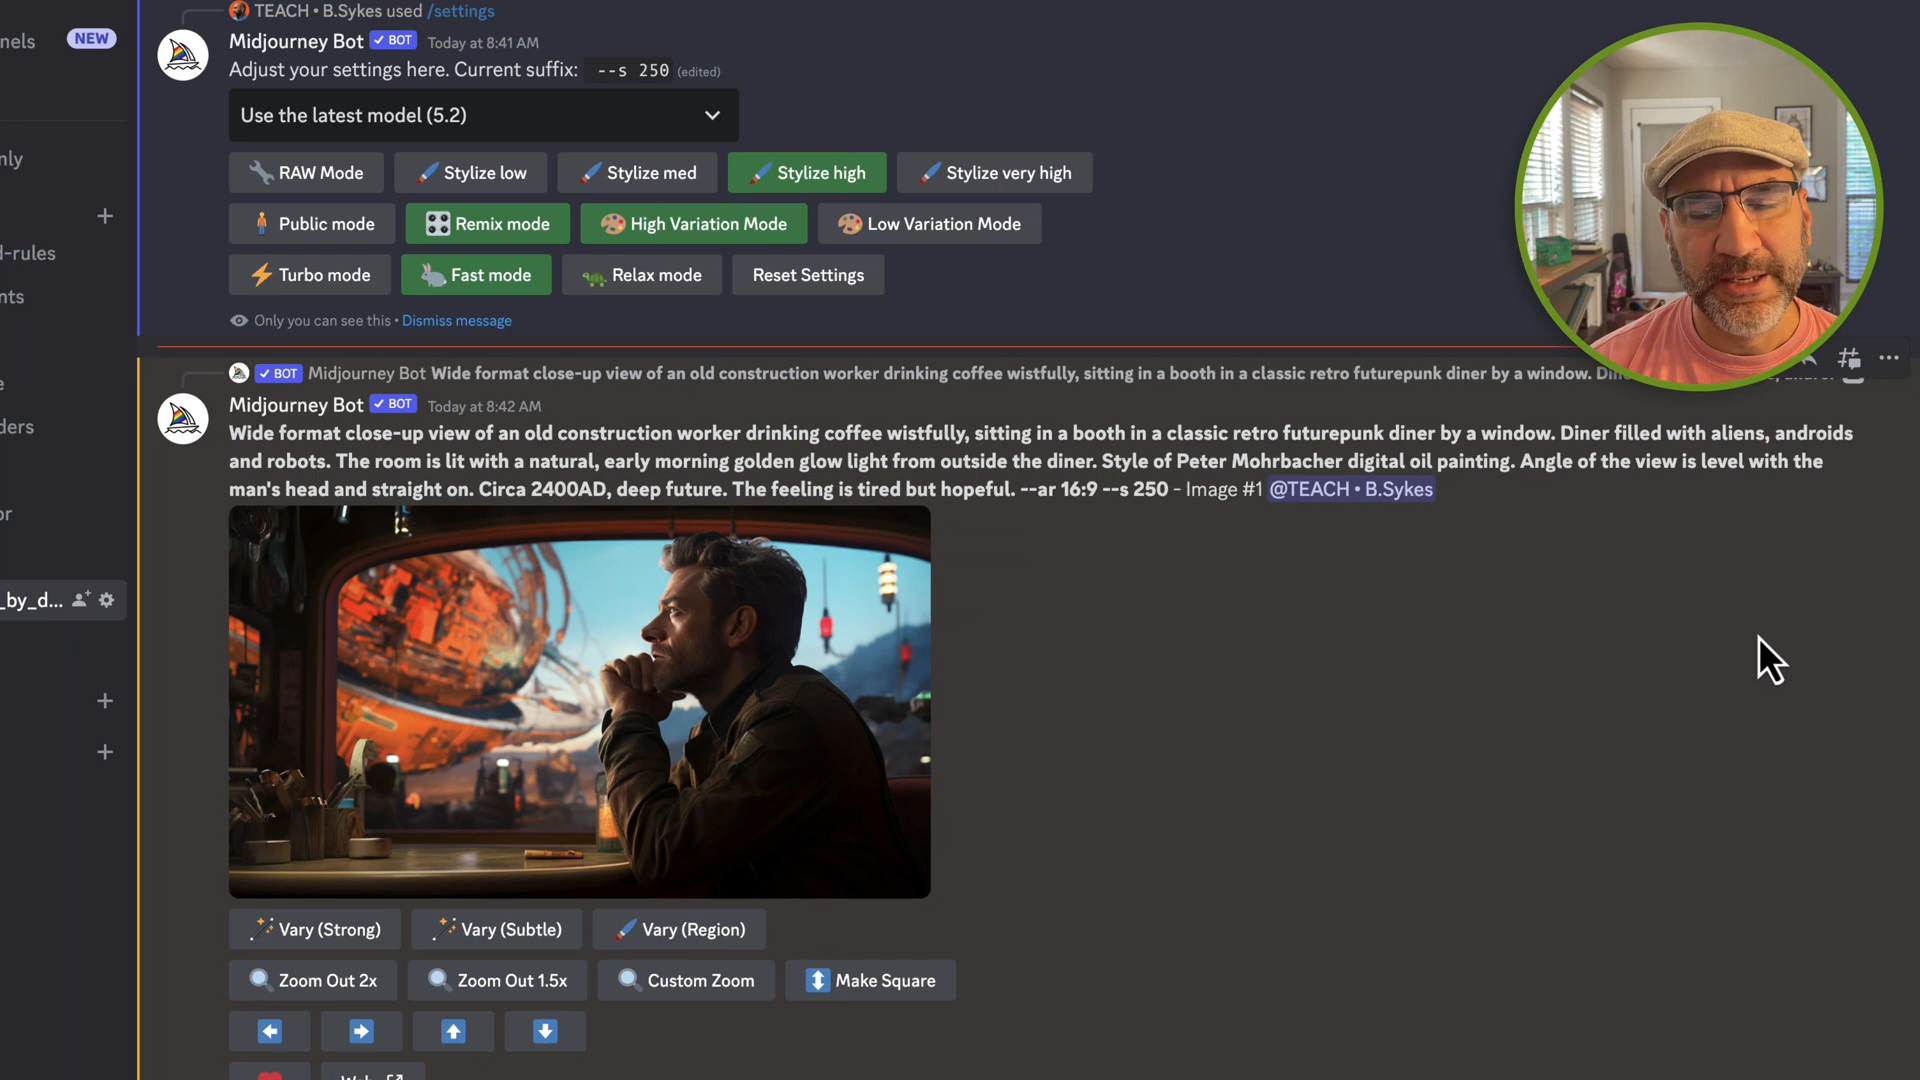 TEACH • B.Sykes used /settings
nels NEW
Midjourney Bot ✓ BOT Today at 8:41 AM
Adjust your settings here. Current suffix: --s 250 (edited)
Use the latest model (5.2)
RAW Mode Stylize low Stylize med Stylize high Stylize very high
nly
Public mode Remix mode High Variation Mode Low Variation Mode
d-rules
Turbo mode Fast mode Relax mode Reset Settings
nts
Only you can see this • Dismiss message
✓ BOT Midjourney Bot Wide format close-up view of an old construction worker drinking coffee wistfully, sitting in a booth in a classic retro futurepunk diner by a window.
e
Midjourney Bot ✓ BOT Today at 8:42 AM
ders
Wide format close-up view of an old construction worker drinking coffee wistfully, sitting in a booth in a classic retro futurepunk diner by a window. Diner filled with aliens, androids
and robots. The room is lit with a natural, early morning golden glow light from outside the diner. Style of Peter Mohrbacher digital oil painting. Angle of the view is level with the
man's head and straight on. Circa 2400AD, deep future. The feeling is tired but hopeful. --ar 16:9 --s 250 - Image #1 @TEACH • B.Sykes
or
_by_d...
Vary (Strong) Vary (Subtle) Vary (Region)
Zoom Out 2x Zoom Out 1.5x Custom Zoom Make Square
Web